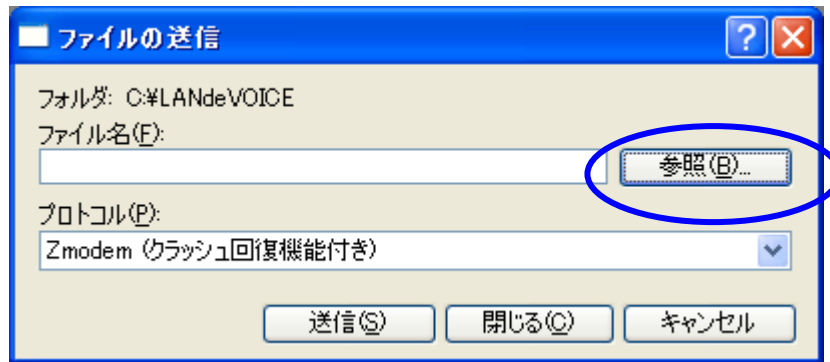 ファイルの送信
フォルダ: C:¥LANdeVOICE
ファイル名(F):
参照(B)...
プロトコル(P):
Zmodem (クラッシュ回復機能付き)
送信(S) 閉じる(C) キャンセル